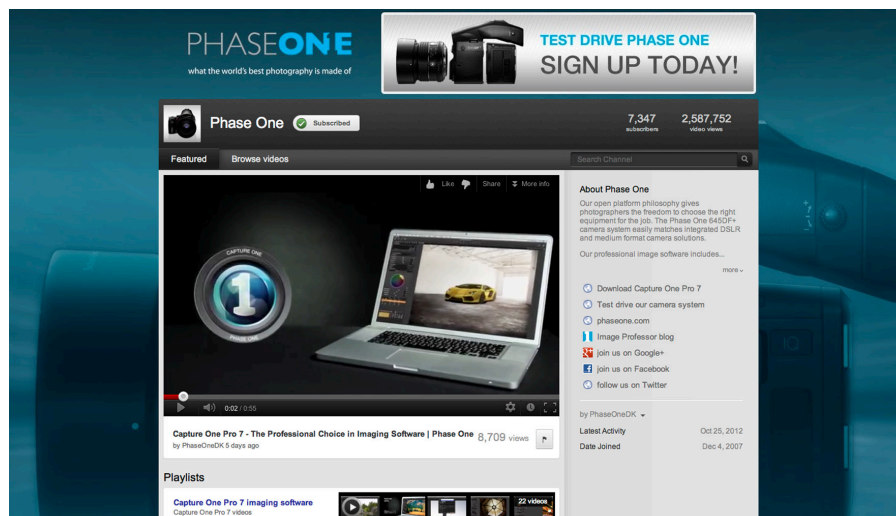 PHASEONE
what the world's best photography is made of
TEST DRIVE PHASE ONE
SIGN UP TODAY!
Phase One
Subscribed
7,347
subscribers
2,587,752
video views
Featured
Browse videos
Search Channel
Like
Share
More info
CAPTURE ONE
1
PHASE ONE
0:02 / 0:55
Capture One Pro 7 - The Professional Choice in Imaging Software | Phase One
by PhaseOneDK 5 days ago
8,709 views
Playlists
Capture One Pro 7 imaging software
Capture One Pro 7 videos
22 videos
About Phase One
Our open platform philosophy gives
photographers the freedom to choose the right
equipment for the job. The Phase One 645DF+
camera system easily matches integrated DSLR
and medium format camera solutions.
Our professional image software includes...
more
Download Capture One Pro 7
Test drive our camera system
phaseone.com
Image Professor blog
join us on Google+
join us on Facebook
follow us on Twitter
by PhaseOneDK
Latest Activity
Oct 25, 2012
Date Joined
Dec 4, 2007
IQ